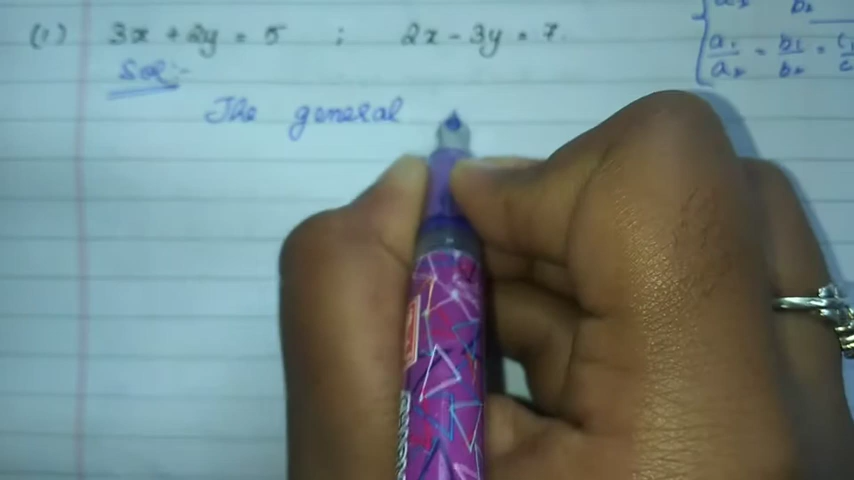 (1) 3x + 2y = 5 ; 2x - 3y = 7.
Sol:-
The general